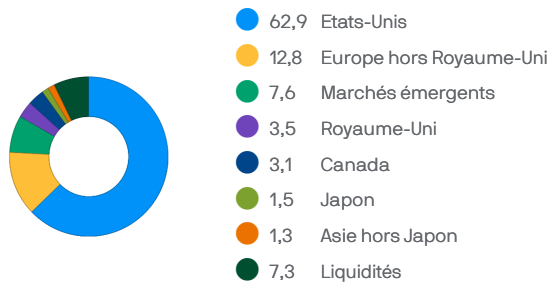 62,9 Etats-Unis
12,8 Europe hors Royaume-Uni
7,6 Marchés émergents
3,5 Royaume-Uni
3,1 Canada
1,5 Japon
1,3 Asie hors Japon
7,3 Liquidités